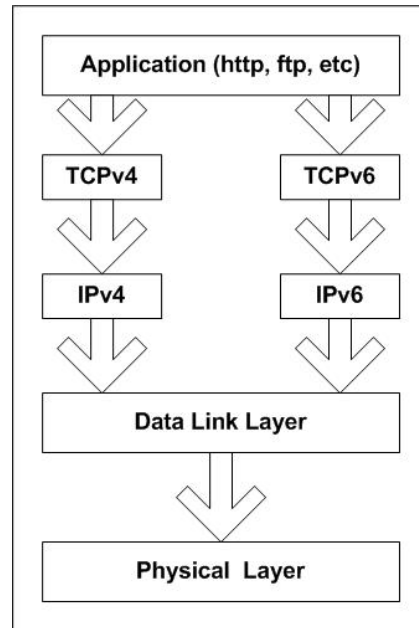 Application (http, ftp, etc)
TCPv4 TCPv6
IPv4 IPv6
Data Link Layer
Physical Layer